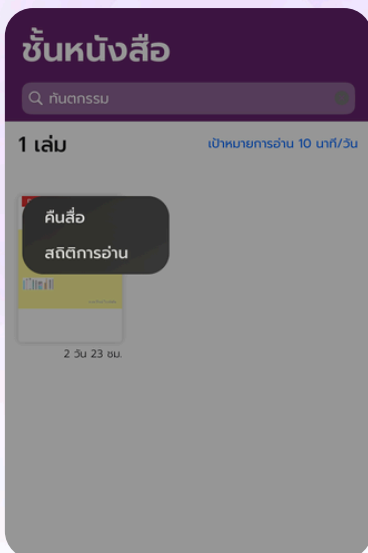 ชั้นหนังสือ
ทันตกรรม
1 เล่ม
เป้าหมายการอ่าน 10 นาที/วัน
คืนสื่อ
สถิติการอ่าน
2 วัน 23 ชม.